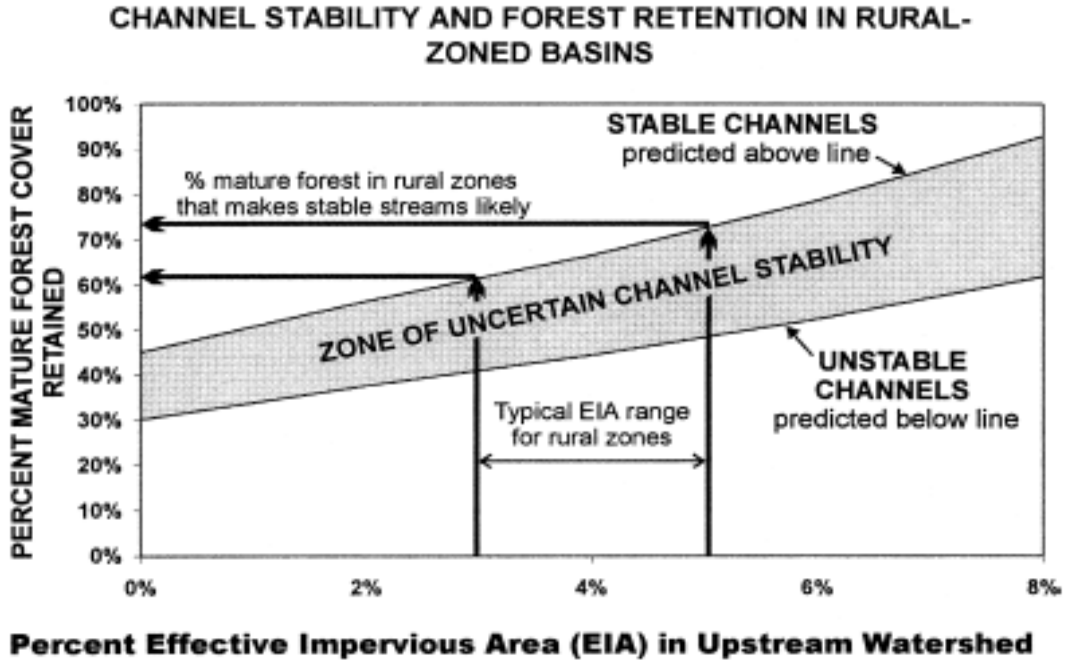 CHANNEL STABILITY AND FOREST RETENTION IN RURAL-
ZONED BASINS
PERCENT MATURE FOREST COVER
RETAINED
100%
90%
80%
70%
60%
50%
40%
30%
20%
10%
0%
STABLE CHANNELS
predicted above line
% mature forest in rural zones
that makes stable streams likely
ZONE OF UNCERTAIN CHANNEL STABILITY
UNSTABLE
CHANNELS
predicted below line
Typical EIA range
for rural zones
0%
2%
4%
6%
8%
Percent Effective Impervious Area (EIA) in Upstream Watershed